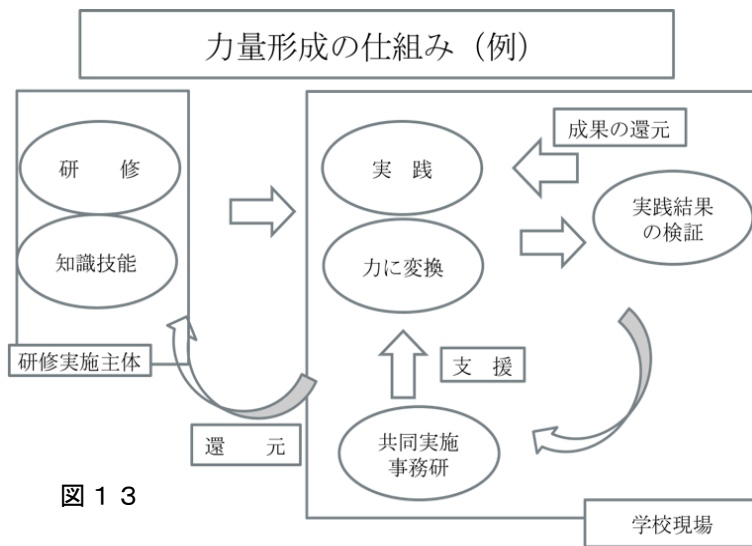 力量形成の仕組み（例）
研　修
知識技能
研修実施主体
実　践
力に変換
成果の還元
実践結果
の検証
支　援
共同実施
事務研
還　元
学校現場
図１３